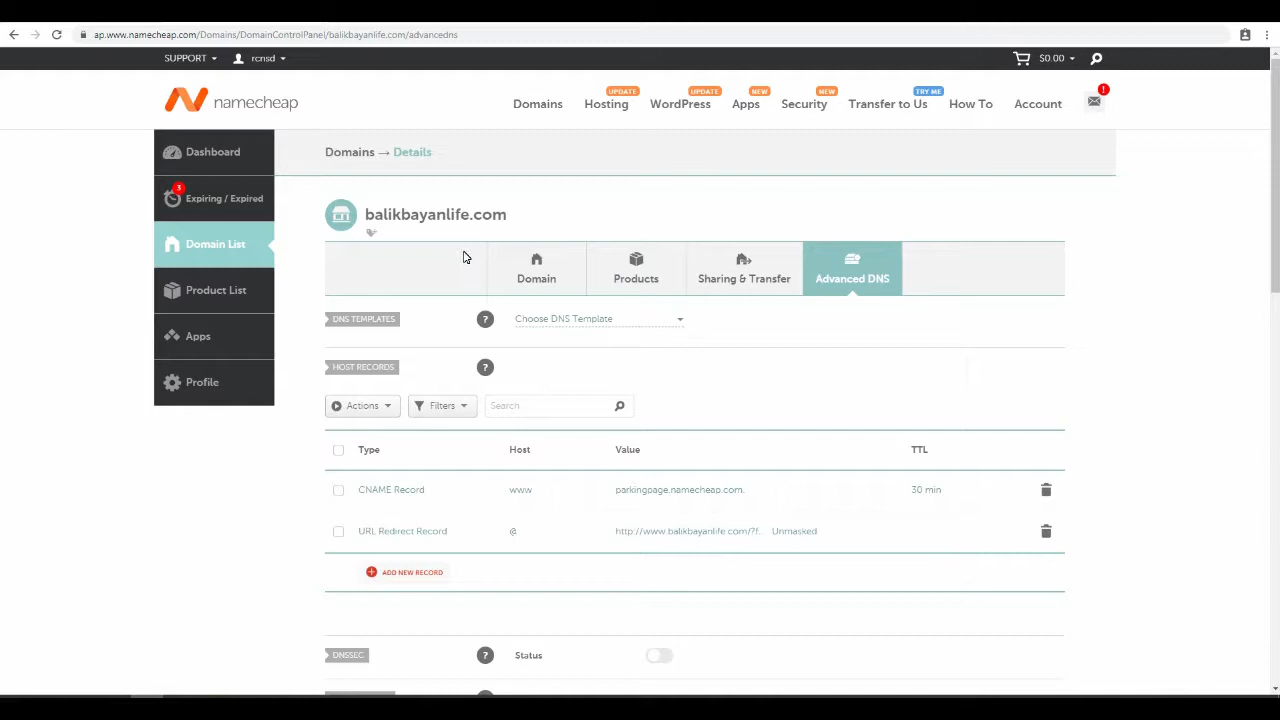 ap.www.namecheap.com/Domains/DomainControlPanel/balikbayanlife.com/advancedns
SUPPORT rcnsd $0.00
UPDATE UPDATE NEW NEW TRY ME !
namecheap Domains Hosting WordPress Apps Security Transfer to Us How To Account
Dashboard
3
Expiring / Expired
Domain List
Product List
Apps
Profile
Domains → Details
balikbayanlife.com
Domain Products Sharing & Transfer Advanced DNS
DNS TEMPLATES ? Choose DNS Template
HOST RECORDS ?
Actions Filters Search
Type Host Value TTL
CNAME Record www parkingpage.namecheap.com. 30 min
URL Redirect Record @ http://www.balikbayanlife.com/?f... Unmasked
ADD NEW RECORD
DNSSEC ? Status